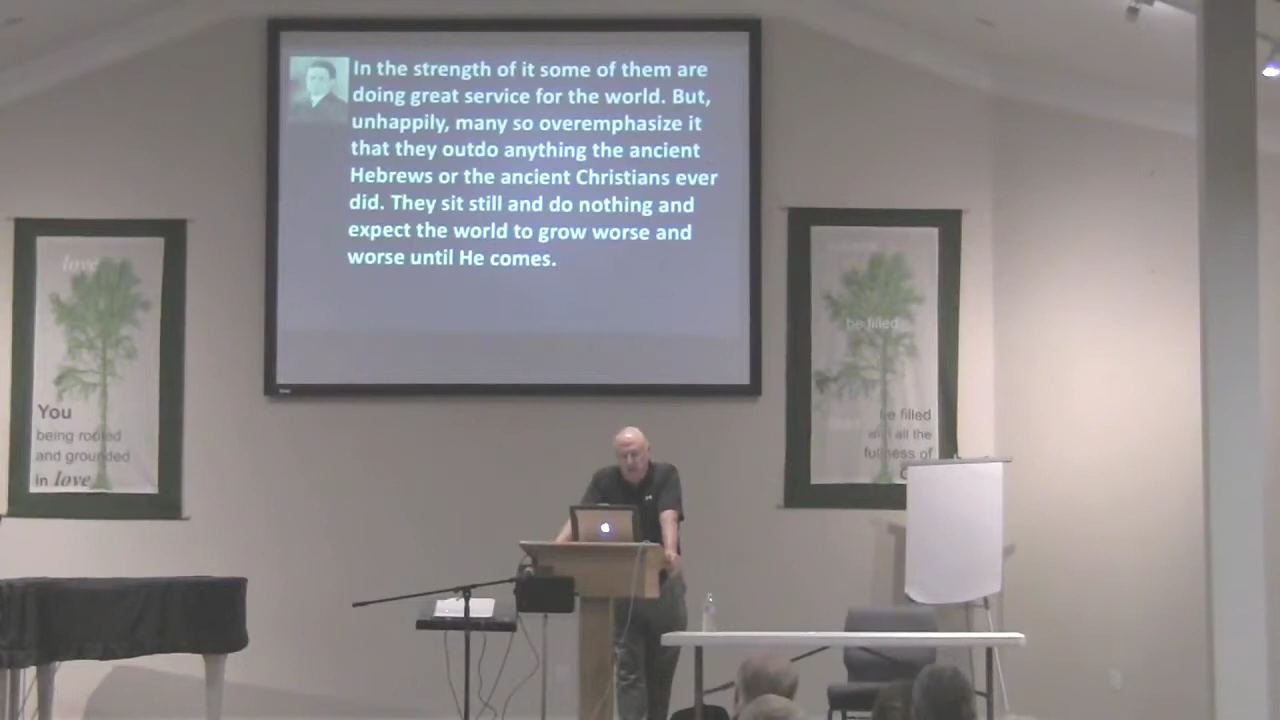 In the strength of it some of them are
doing great service for the world. But,
unhappily, many so overemphasize it
that they outdo anything the ancient
Hebrews or the ancient Christians ever
did. They sit still and do nothing and
expect the world to grow worse and
worse until He comes.
love
You
being rooted
and grounded
in love
be filled
be filled
with all the
fullness of